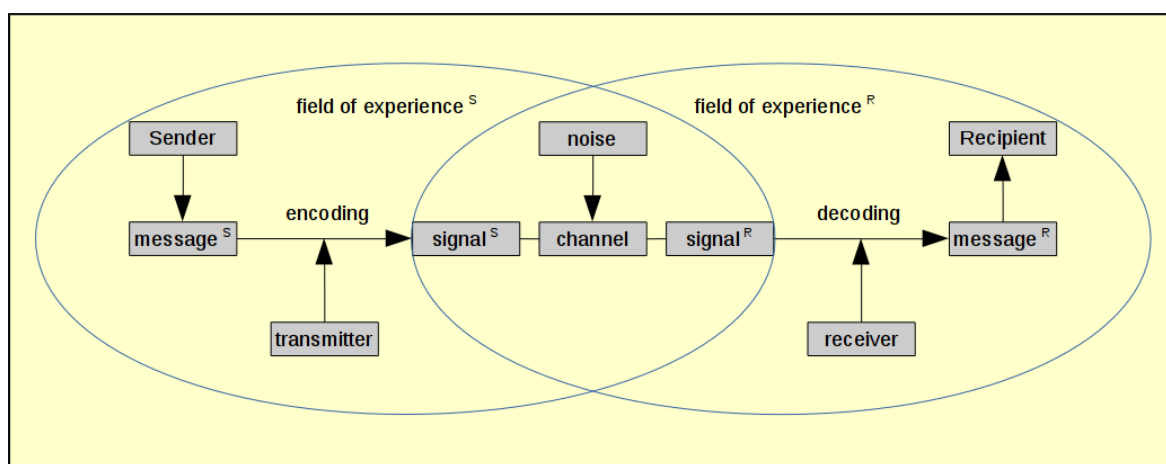 field of experience S
field of experience R
Sender
noise
Recipient
encoding
decoding
message S
signal S
channel
signal R
message R
transmitter
receiver